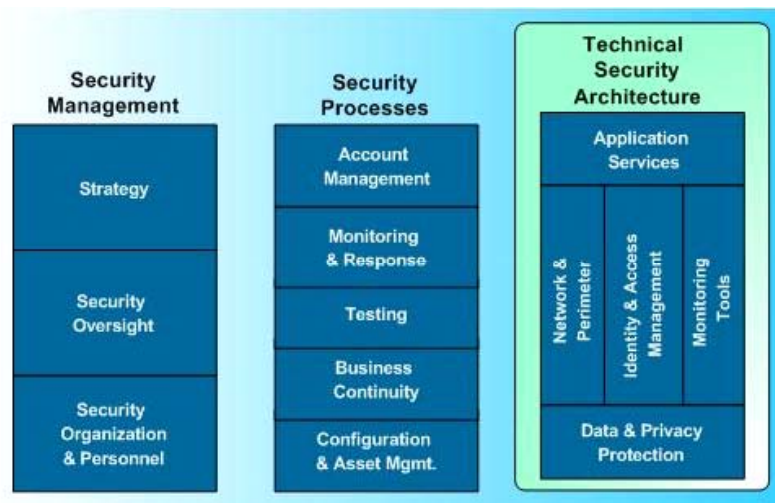 Security
Management
Strategy
Security
Oversight
Security
Organization
& Personnel
Security
Processes
Account
Management
Monitoring
& Response
Testing
Business
Continuity
Configuration
& Asset Mgmt.
Technical
Security
Architecture
Application
Services
Network &
Perimeter
Identity & Access
Management
Monitoring
Tools
Data & Privacy
Protection